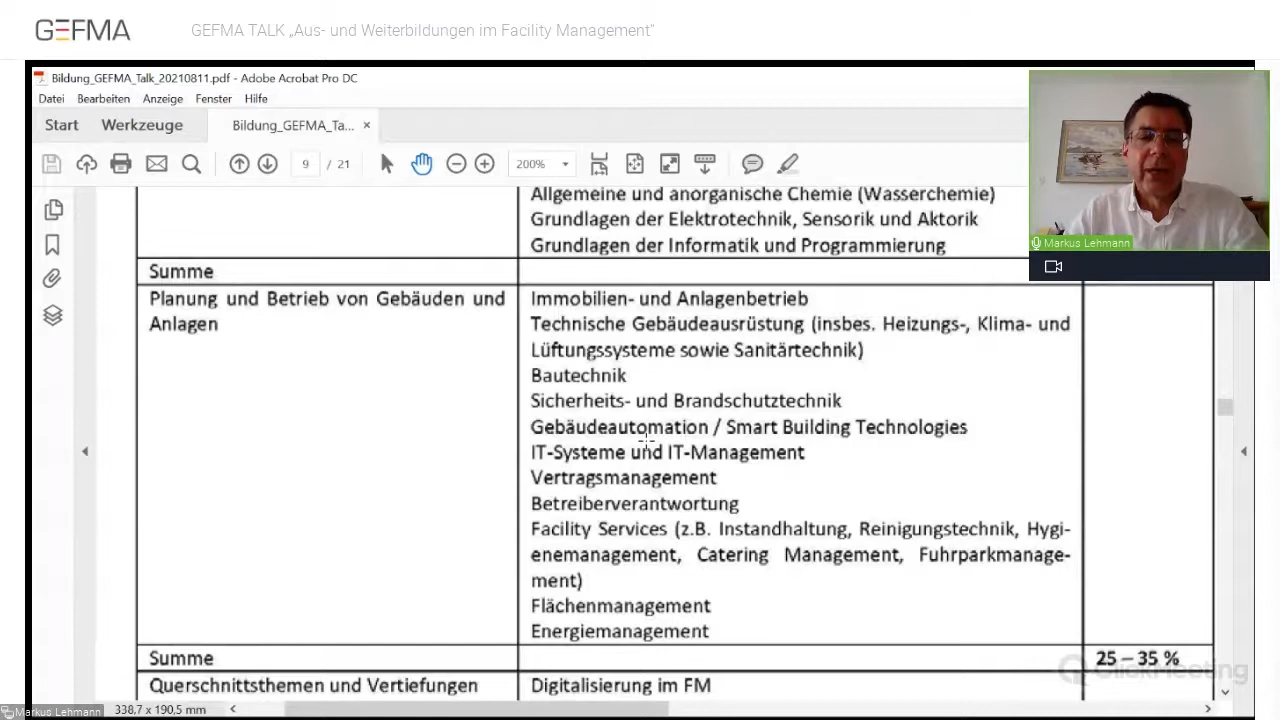 GEFMA
GEFMA TALK „Aus- und Weiterbildungen im Facility Management“
Bildung_GEFMA_Talk_20210811.pdf - Adobe Acrobat Pro DC
Datei Bearbeiten Anzeige Fenster Hilfe
Start Werkzeuge Bildung_GEFMA_Ta... ×
9 / 21 200%
Markus Lehmann
Allgemeine und anorganische Chemie (Wasserchemie)
Grundlagen der Elektrotechnik, Sensorik und Aktorik
Grundlagen der Informatik und Programmierung
Summe
Planung und Betrieb von Gebäuden und
Anlagen
Immobilien- und Anlagenbetrieb
Technische Gebäudeausrüstung (insbes. Heizungs-, Klima- und
Lüftungssysteme sowie Sanitärtechnik)
Bautechnik
Sicherheits- und Brandschutztechnik
Gebäudeautomation / Smart Building Technologies
IT-Systeme und IT-Management
Vertragsmanagement
Betreiberverantwortung
Facility Services (z.B. Instandhaltung, Reinigungstechnik, Hygi-
enemanagement, Catering Management, Fuhrparkmanage-
ment)
Flächenmanagement
Energiemanagement
Summe 25 – 35 %
ClickMeeting
Querschnittsthemen und Vertiefungen Digitalisierung im FM
Markus Lehmann 338,7 x 190,5 mm